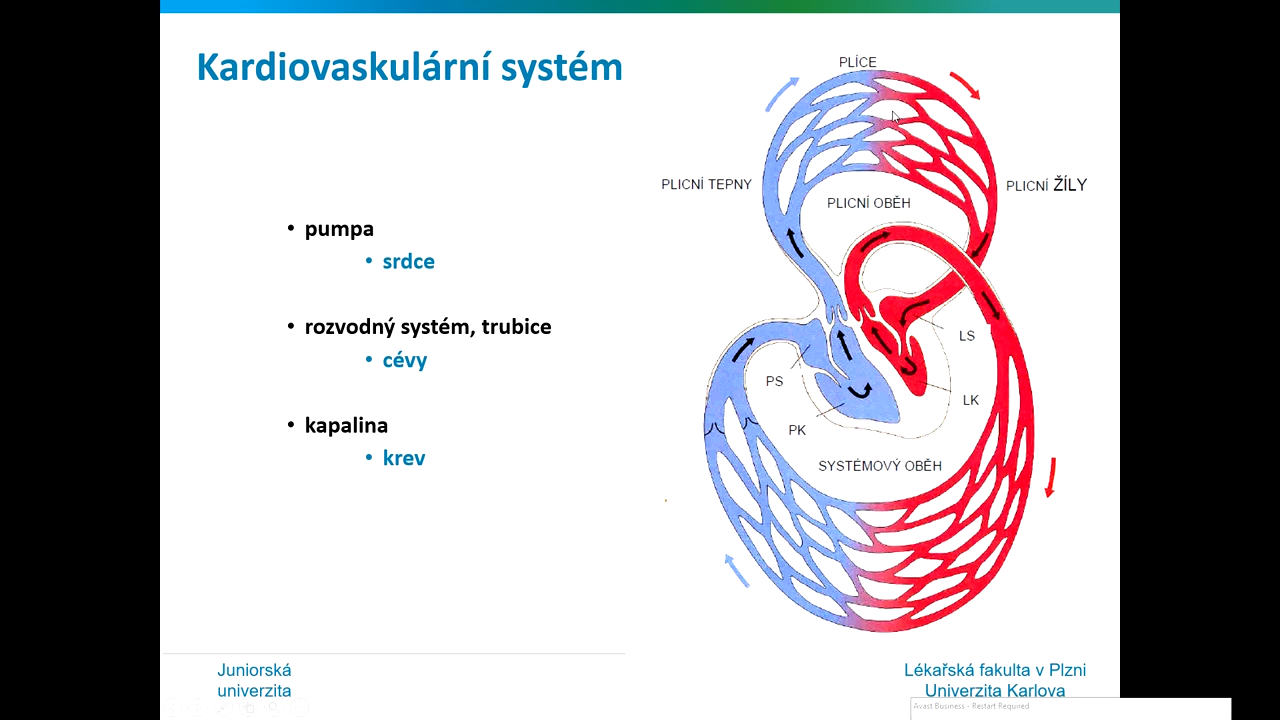 Kardiovaskulární systém
• pumpa
• srdce
• rozvodný systém, trubice
• cévy
• kapalina
• krev
PLÍCE
PLICNÍ TEPNY
PLICNÍ ŽÍLY
PLICNÍ OBĚH
LS
PS
LK
PK
SYSTÉMOVÝ OBĚH
Juniorská
univerzita
Lékařská fakulta v Plzni
Univerzita Karlova
Avast Business - Restart Required